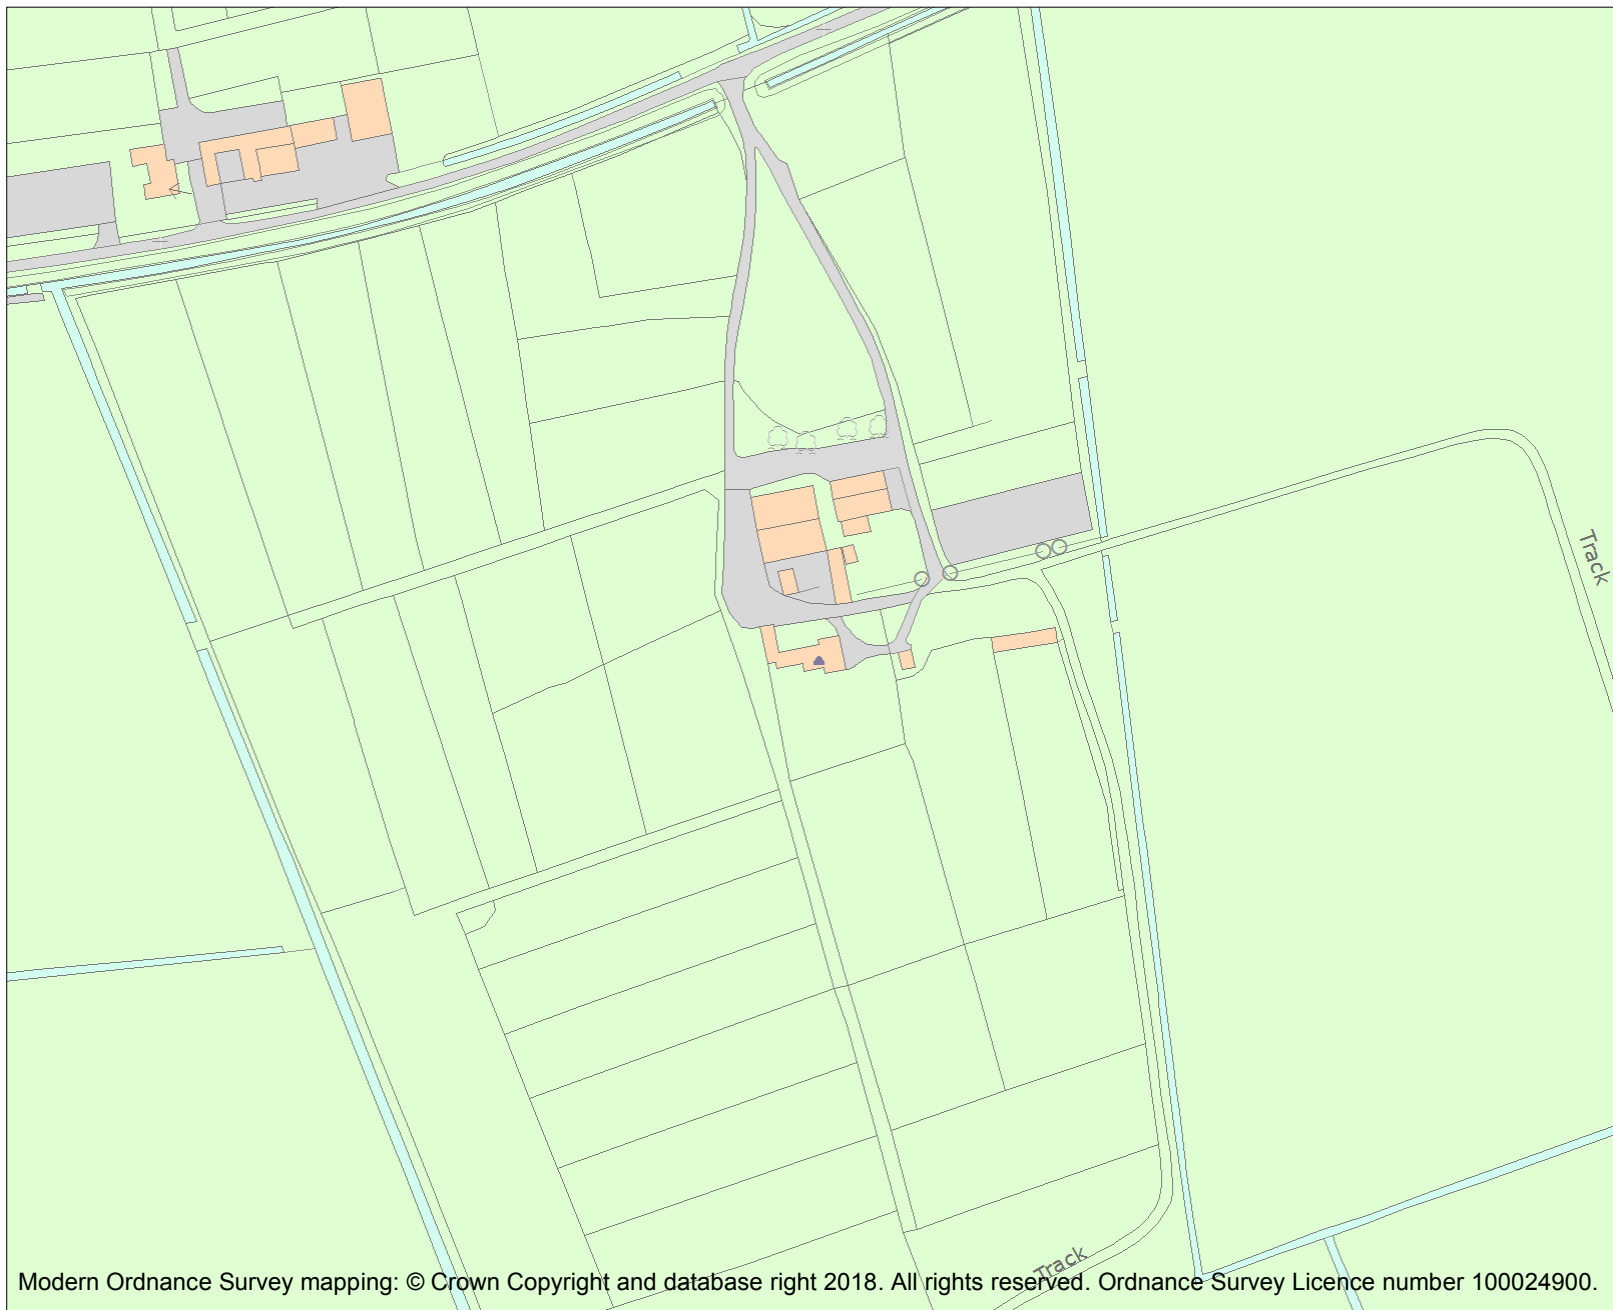 Track
Track
Modern Ordnance Survey mapping: © Crown Copyright and database right 2018. All rights reserved. Ordnance Survey Licence number 100024900.